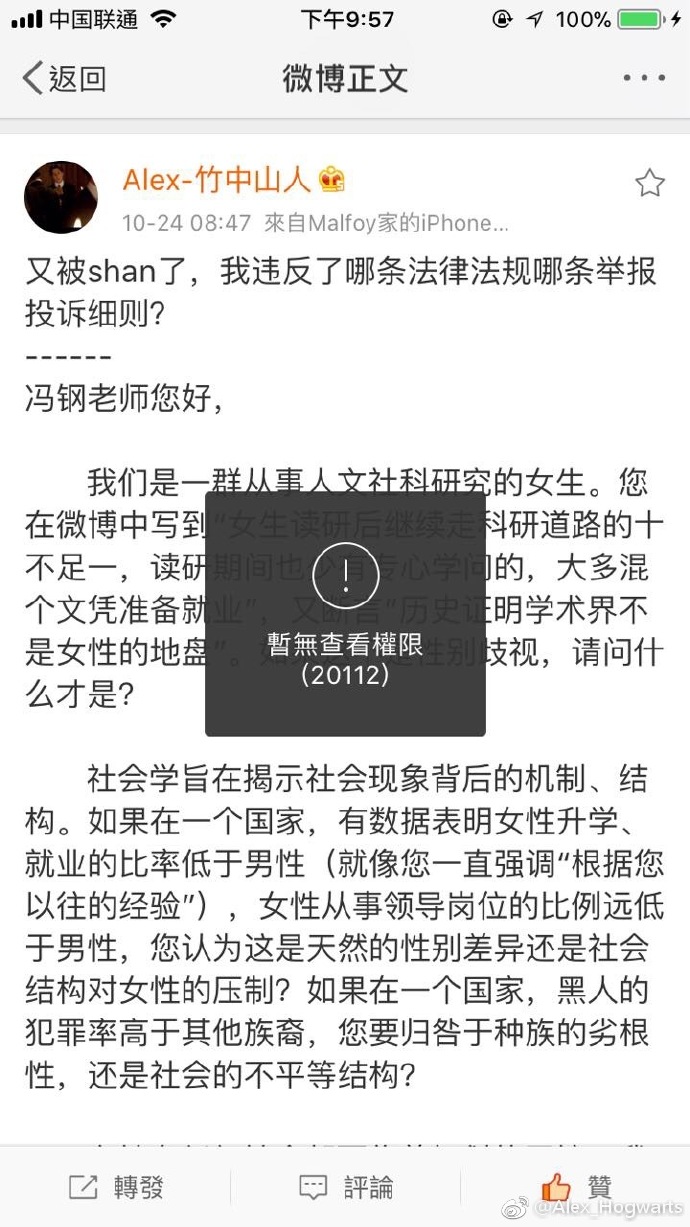 中国联通 下午9:57 100%
返回 微博正文
Alex-竹中山人
10-24 08:47 來自Malfoy家的iPhone...
又被shan了，我违反了哪条法律法规哪条举报
投诉细则？
------
冯钢老师您好，
我们是一群从事人文社科研究的女生。您
在微博中写到“女生读研后继续走科研道路的十
不足一，读研期间也少有专心学问的，大多混
个文凭准备就业”，又断言“历史证明学术界不
是女性的地盘”。如果这不是性别歧视，请问什
么才是？
暫無查看權限
(20112)
社会学旨在揭示社会现象背后的机制、结
构。如果在一个国家，有数据表明女性升学、
就业的比率低于男性（就像您一直强调“根据您
以往的经验”），女性从事领导岗位的比例远低
于男性，您认为这是天然的性别差异还是社会
结构对女性的压制？如果在一个国家，黑人的
犯罪率高于其他族裔，您要归咎于种族的劣根
性，还是社会的不平等结构？
轉發 評論 贊
@Alex_Hogwarts